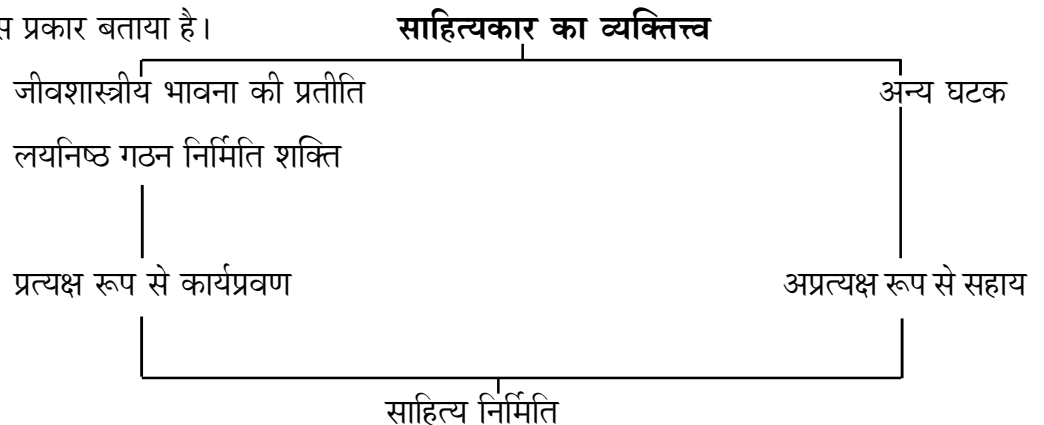 प्रकार बताया है। साहित्यकार का व्यक्तित्त्व
जीवशास्त्रीय भावना की प्रतीति अन्य घटक
लयनिष्ठ गठन निर्मिति शक्ति
प्रत्यक्ष रूप से कार्यप्रवण अप्रत्यक्ष रूप से सहाय
साहित्य निर्मिति